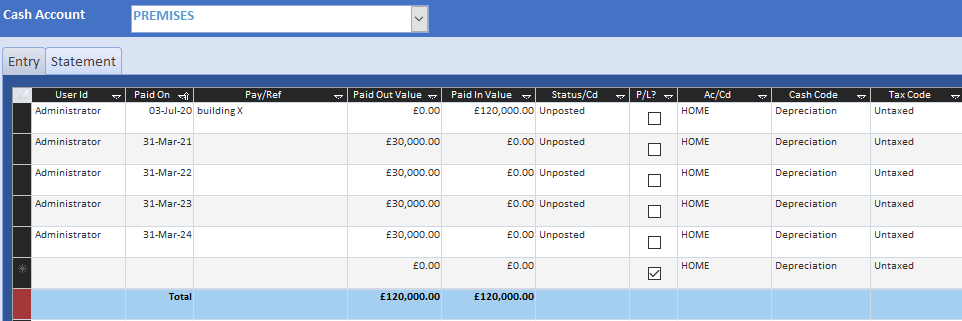 Cash Account PREMISES
Entry Statement
User Id Paid On Pay/Ref Paid Out Value Paid In Value Status/Cd P/L? Ac/Cd Cash Code Tax Code
Administrator 03-Jul-20 building X £0.00 £120,000.00 Unposted HOME Depreciation Untaxed
Administrator 31-Mar-21 £30,000.00 £0.00 Unposted HOME Depreciation Untaxed
Administrator 31-Mar-22 £30,000.00 £0.00 Unposted HOME Depreciation Untaxed
Administrator 31-Mar-23 £30,000.00 £0.00 Unposted HOME Depreciation Untaxed
Administrator 31-Mar-24 £30,000.00 £0.00 Unposted HOME Depreciation Untaxed
£0.00 £0.00 HOME Depreciation Untaxed
Total £120,000.00 £120,000.00